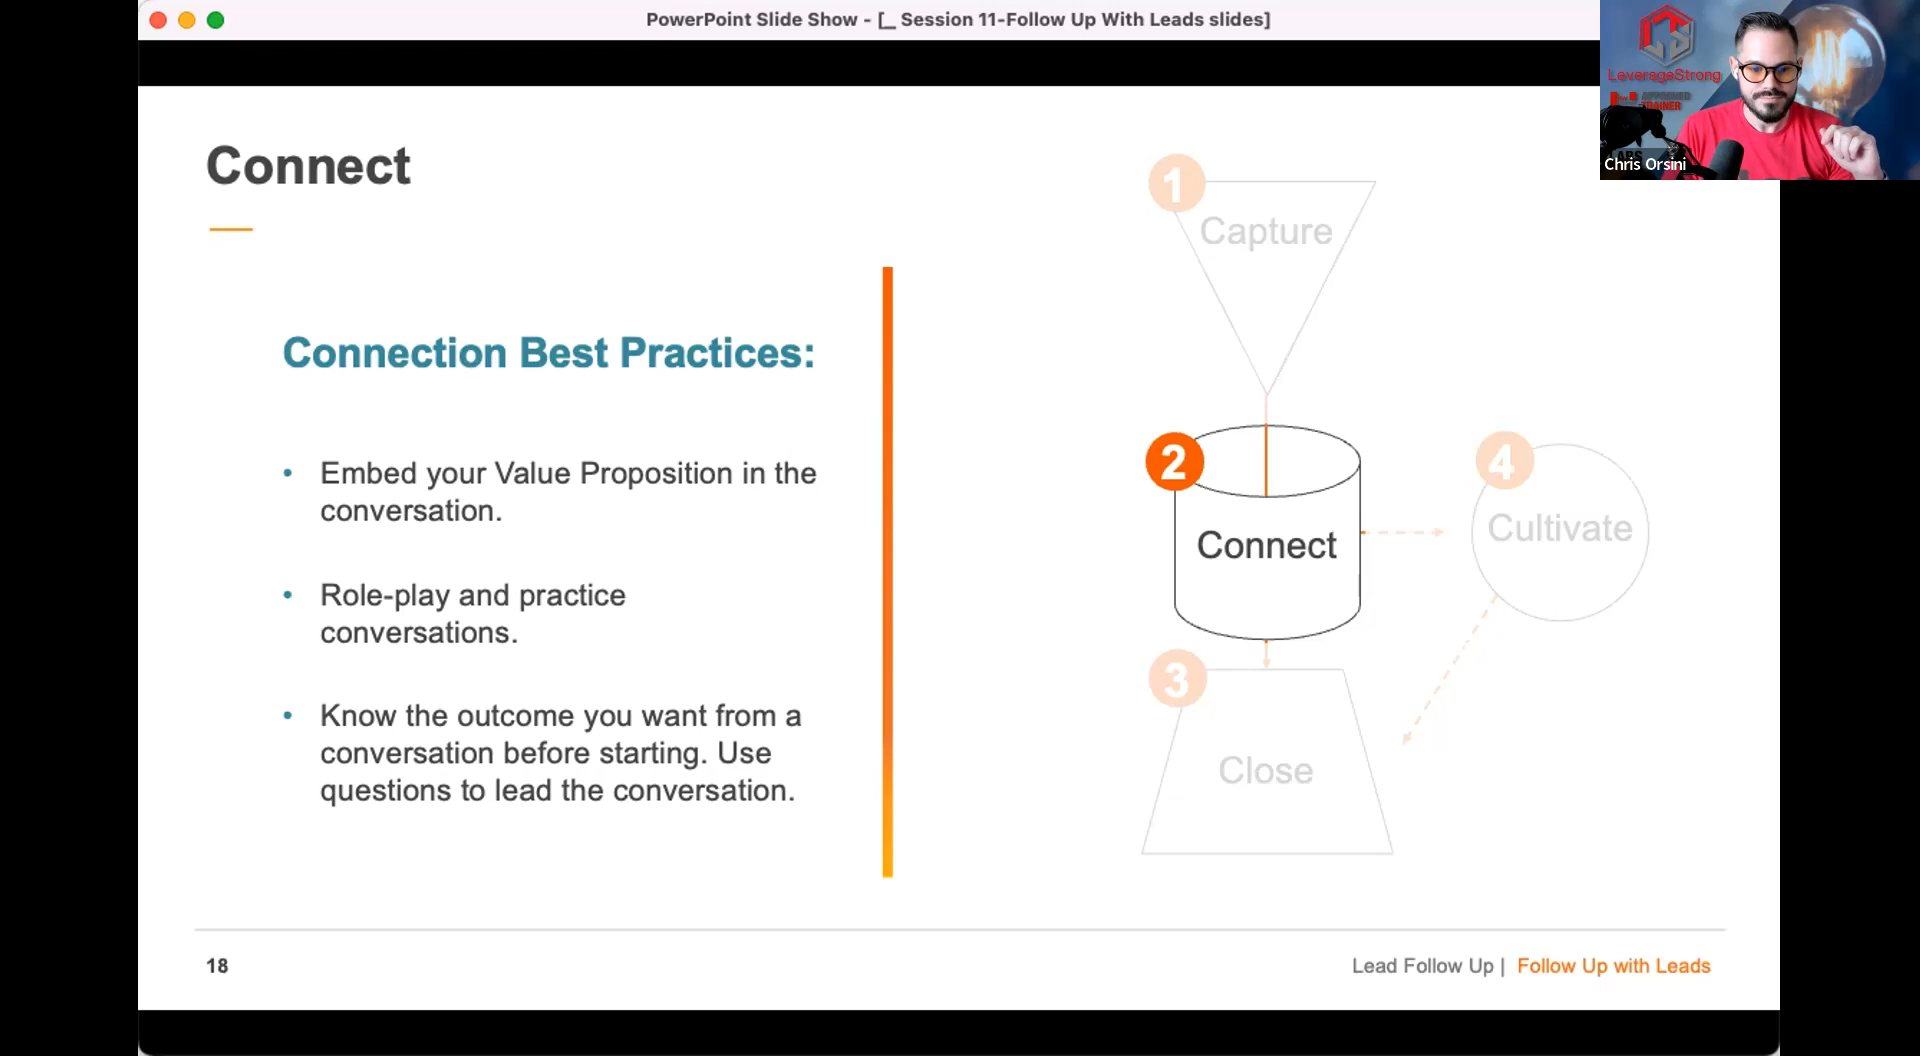 PowerPoint Slide Show - [_ Session 11-Follow Up With Leads slides]
LeverageStrong
TRAINER
Chris Orsini
Connect
Connection Best Practices:
• Embed your Value Proposition in the
conversation.
• Role-play and practice
conversations.
• Know the outcome you want from a
conversation before starting. Use
questions to lead the conversation.
1
Capture
2
Connect
4
Cultivate
3
Close
18
Lead Follow Up | Follow Up with Leads